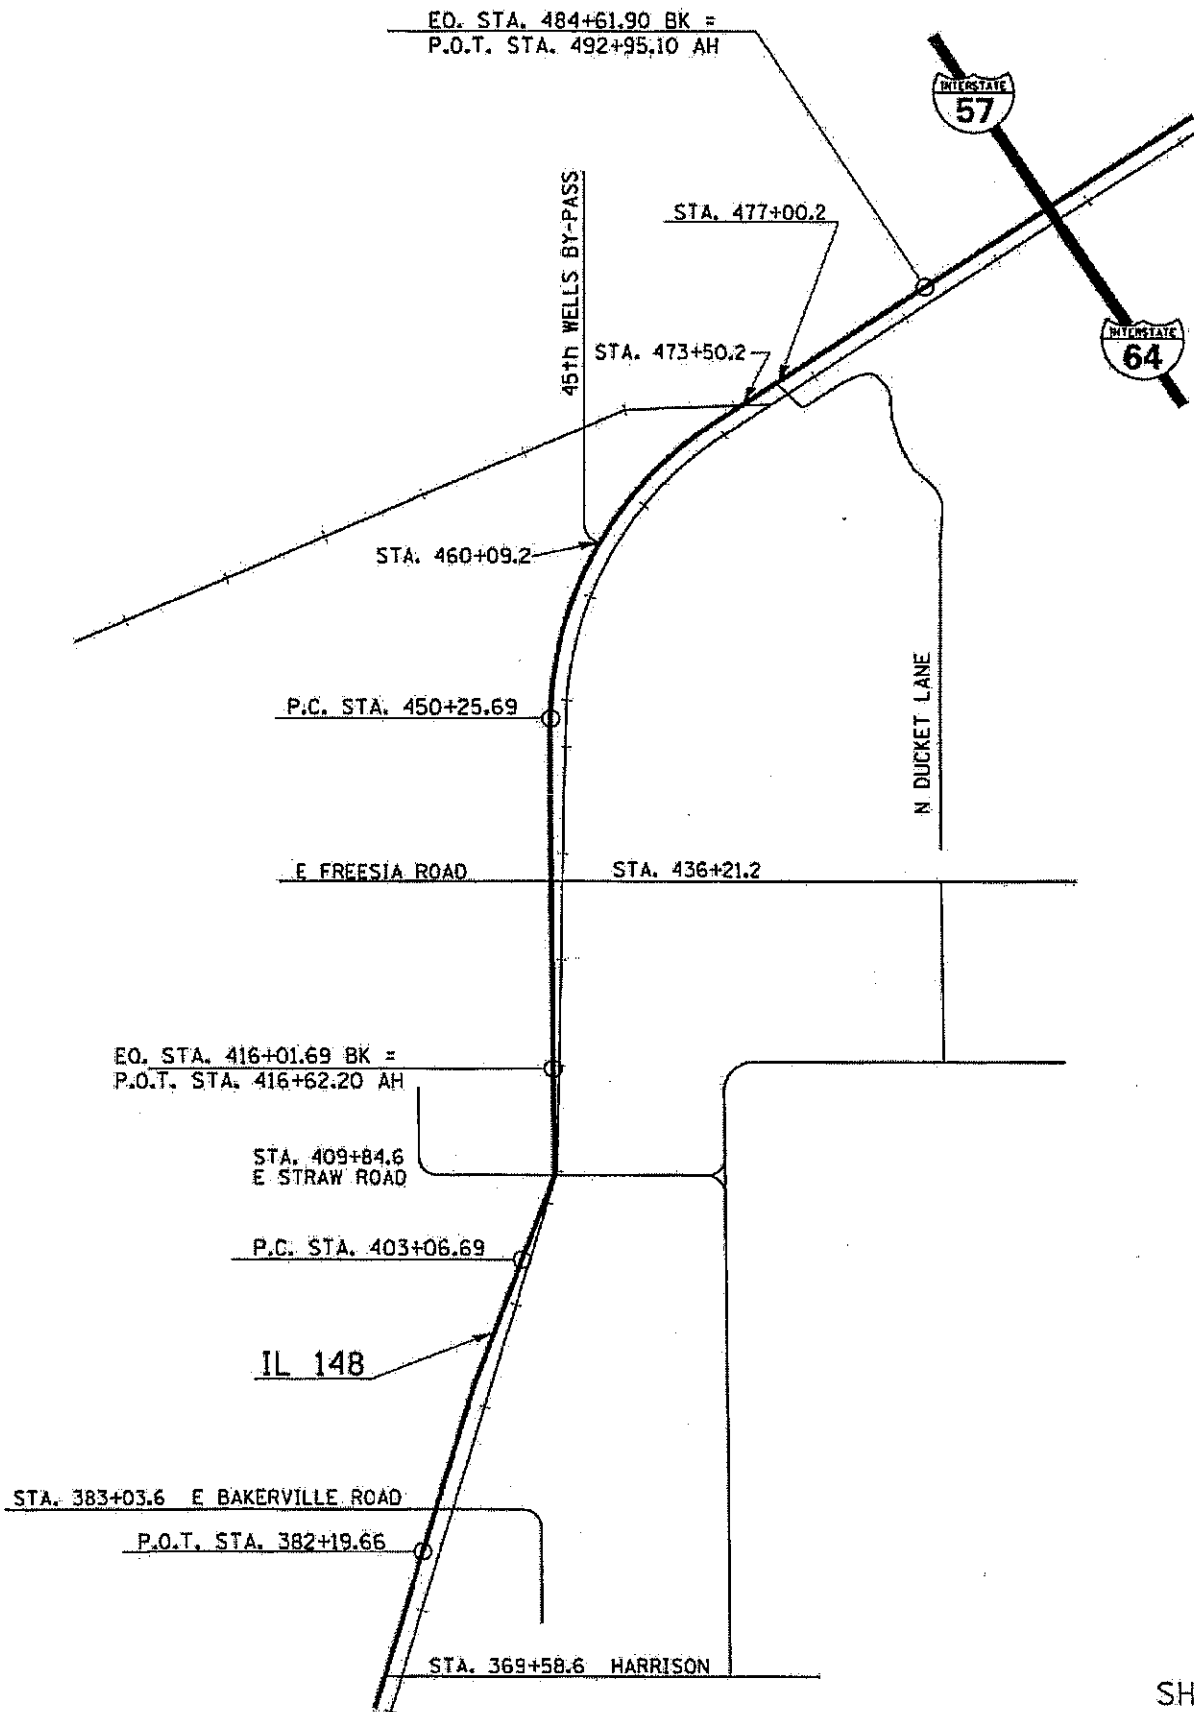 EQ. STA. 484+61.90 BK =
P.O.T. STA. 492+95.10 AH
INTERSTATE
57
45th WELLS BY-PASS
STA. 477+00.2
INTERSTATE
64
STA. 473+50.2
STA. 460+09.2
N DUCKET LANE
P.C. STA. 450+25.69
E FREESIA ROAD
STA. 436+21.2
EQ. STA. 416+01.69 BK =
P.O.T. STA. 416+62.20 AH
STA. 409+84.6
E STRAW ROAD
P.C. STA. 403+06.69
IL 148
STA. 383+03.6 E BAKERVILLE ROAD
P.O.T. STA. 382+19.66
STA. 369+58.6 HARRISON
SH